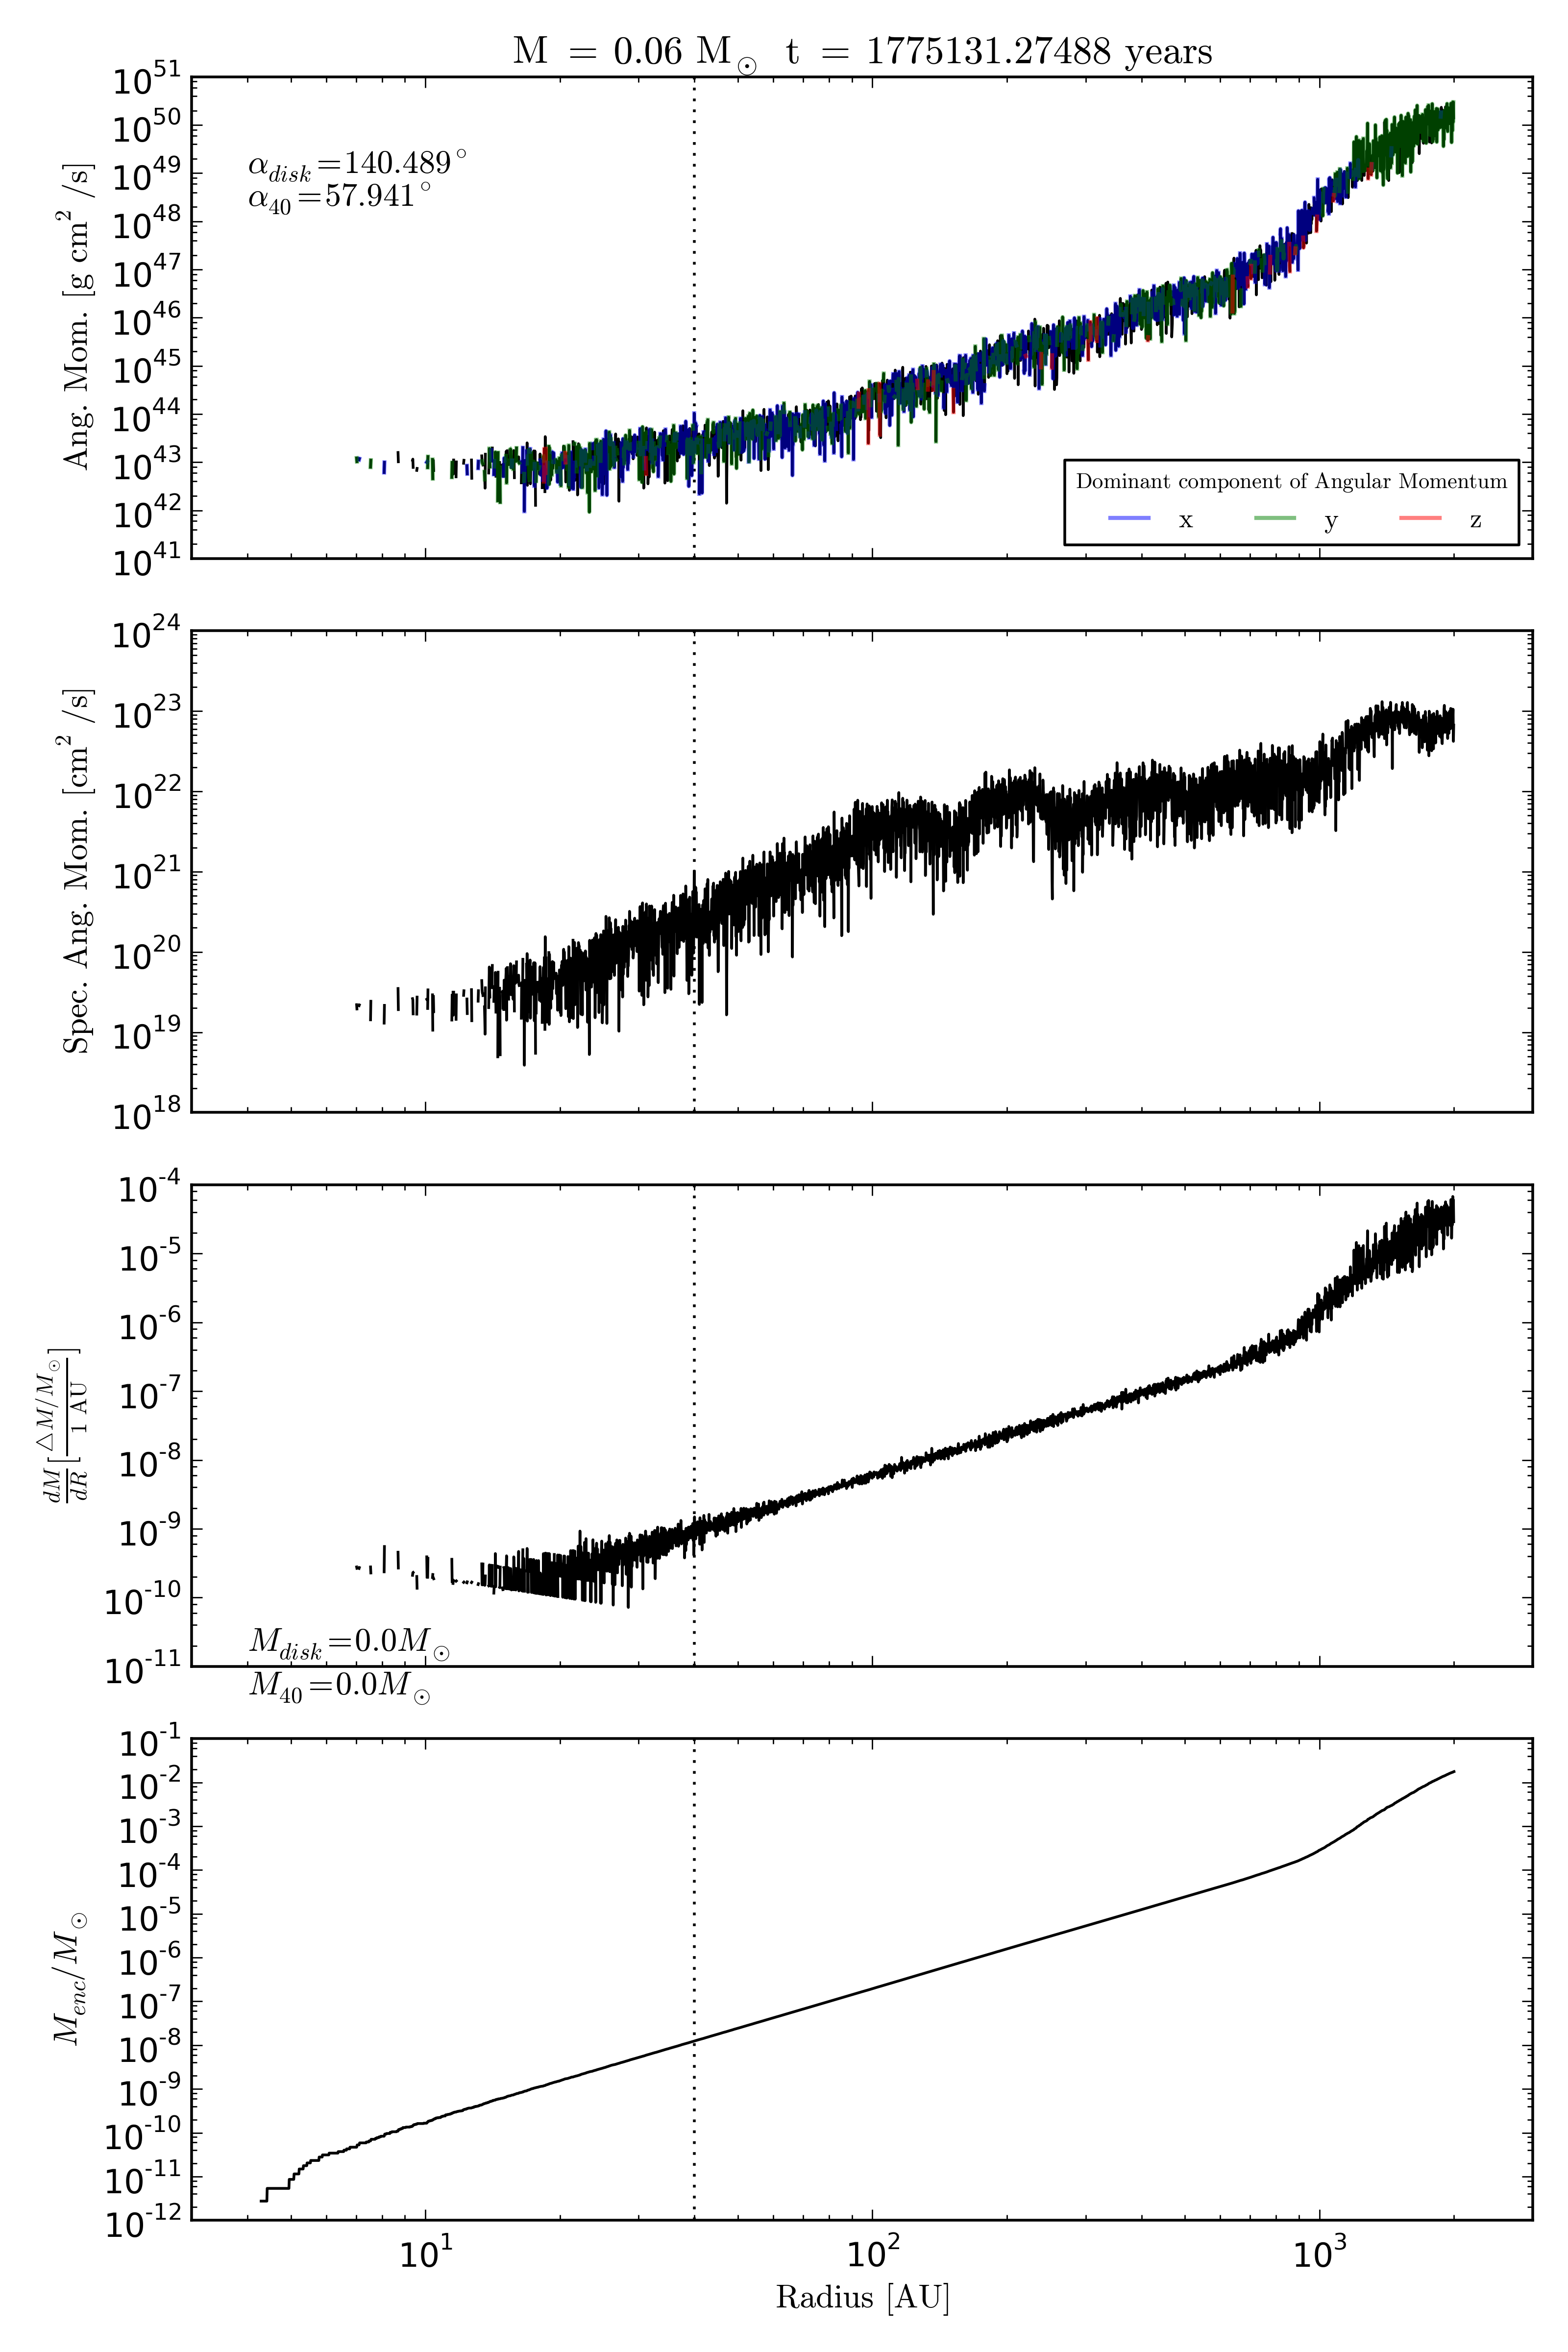 M = 0.06 M⊙ t = 1775131.27488 years
10^51
10^50
10^49
10^48
10^47
10^46
10^45
10^44
10^43
10^42
10^41
Ang. Mom. [g cm^2 /s]
α_disk=140.489°
α_40=57.941°
Dominant component of Angular Momentum
x y z
10^24
10^23
10^22
10^21
10^20
10^19
10^18
Spec. Ang. Mom. [cm^2 /s]
10^-4
10^-5
10^-6
10^-7
10^-8
10^-9
10^-10
10^-11
dM/dR [△M/M⊙ / 1 AU]
M_disk=0.0M⊙
M_40=0.0M⊙
10^-1
10^-2
10^-3
10^-4
10^-5
10^-6
10^-7
10^-8
10^-9
10^-10
10^-11
10^-12
M_enc/M⊙
10^1 10^2 10^3
Radius [AU]